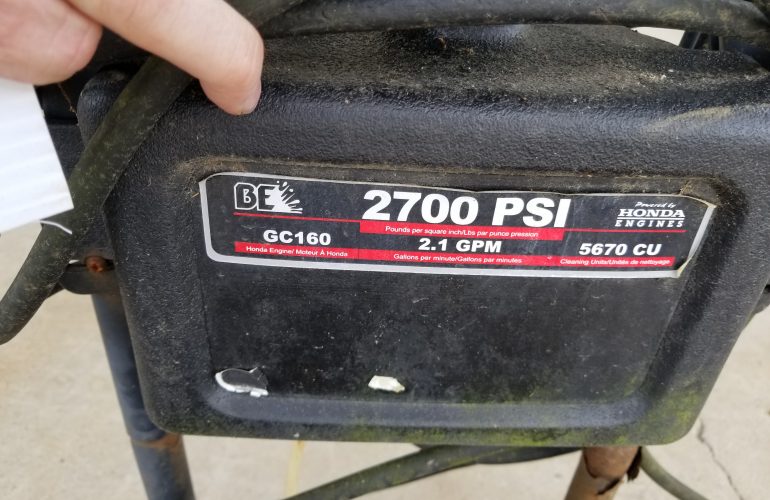 BE
2700 PSI
Pounds per square inch/Lbs par punce pression
Powered by
HONDA
ENGINES
GC160
Honda Engine/ Moteur À Honda
2.1 GPM
Gallons per minute/Gallons par minutes
5670 CU
Cleaning Units/Unités de nettoyage